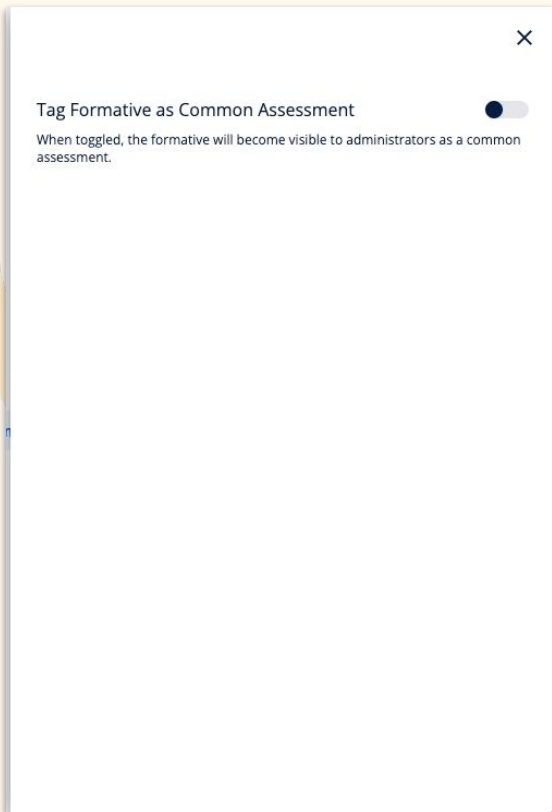 Tag Formative as Common Assessment
When toggled, the formative will become visible to administrators as a common
assessment.